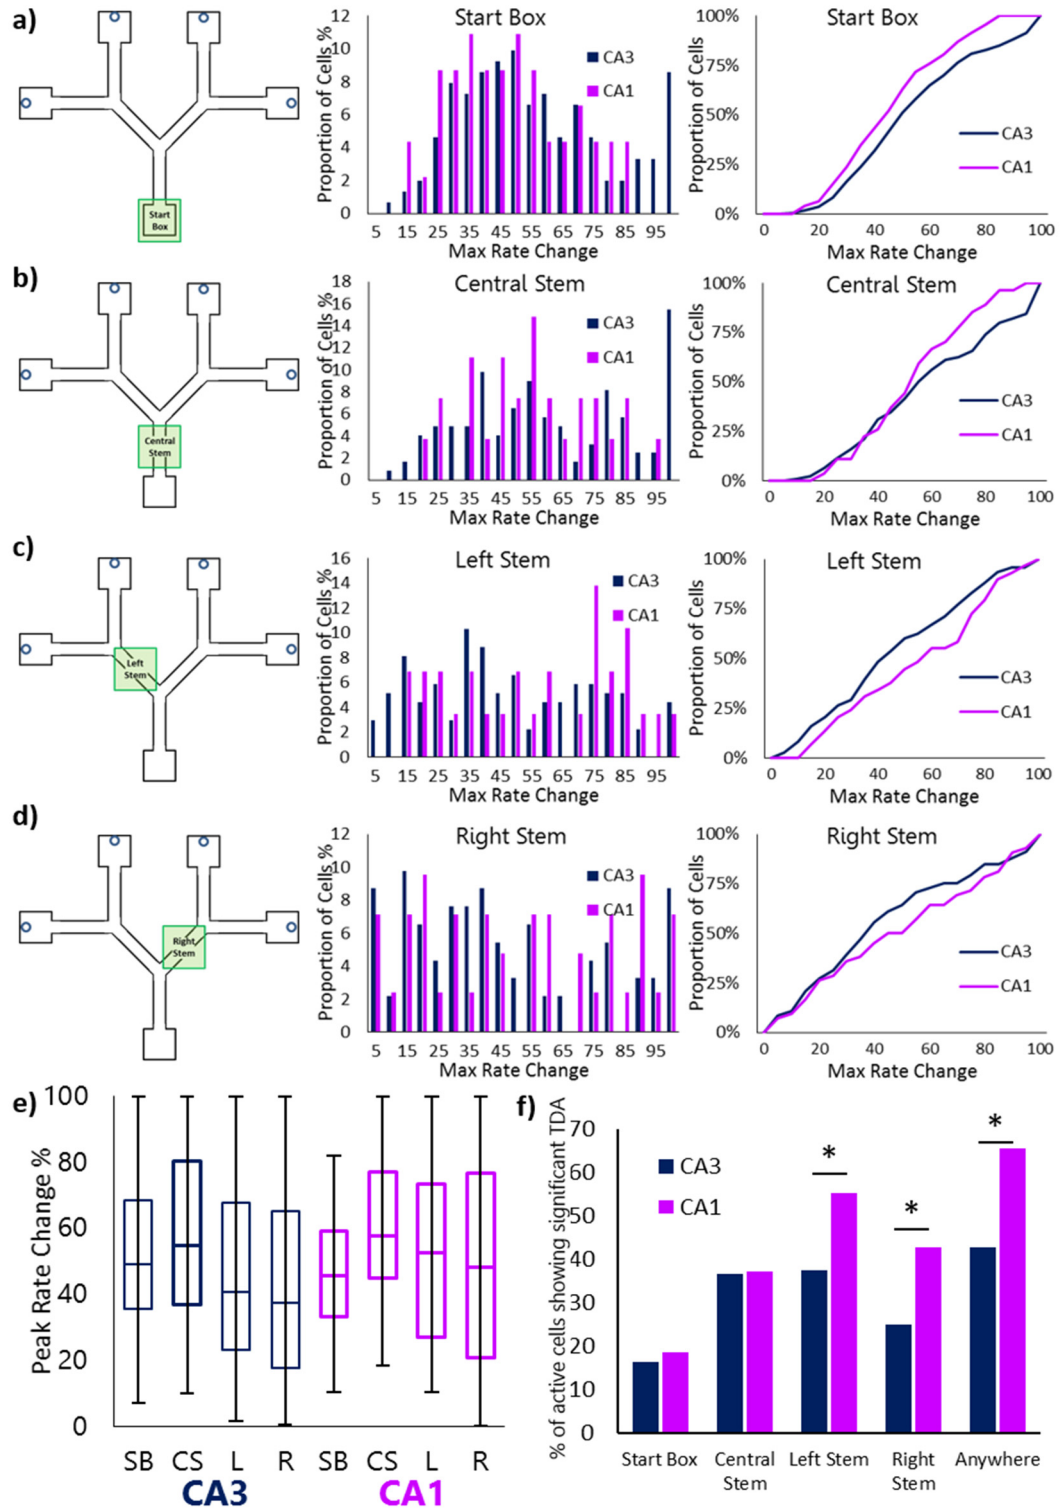 a)
Start
Box
Start Box
Proportion of Cells %
12
10
8
6
4
2
0
CA3
CA1
5 15 25 35 45 55 65 75 85 95
Max Rate Change
Start Box
Proportion of Cells
100%
75%
50%
25%
0%
CA3
CA1
0 20 40 60 80 100
Max Rate Change
b)
Central
Stem
Central Stem
Proportion of Cells %
18
16
14
12
10
8
6
4
2
0
CA3
CA1
5 15 25 35 45 55 65 75 85 95
Max Rate Change
Central Stem
Proportion of Cells
100%
75%
50%
25%
0%
CA3
CA1
0 20 40 60 80 100
Max Rate Change
c)
Left
Stem
Left Stem
Proportion of Cells %
16
14
12
10
8
6
4
2
0
CA3
CA1
5 15 25 35 45 55 65 75 85 95
Max Rate Change
Left Stem
Proportion of Cells
100%
75%
50%
25%
0%
CA3
CA1
0 20 40 60 80 100
Max Rate Change
d)
Right
Stem
Right Stem
Proportion of Cells %
12
10
8
6
4
2
0
CA3
CA1
5 15 25 35 45 55 65 75 85 95
Max Rate Change
Right Stem
Proportion of Cells
100%
75%
50%
25%
0%
CA3
CA1
0 20 40 60 80 100
Max Rate Change
e)
Peak Rate Change %
100
80
60
40
20
0
SB CS L R SB CS L R
CA3 CA1
f)
% of active cells showing significant TDA
70
60
50
40
30
20
10
0
CA3
CA1
*
*
*
Start Box Central Left Stem Right Anywhere
Stem Stem